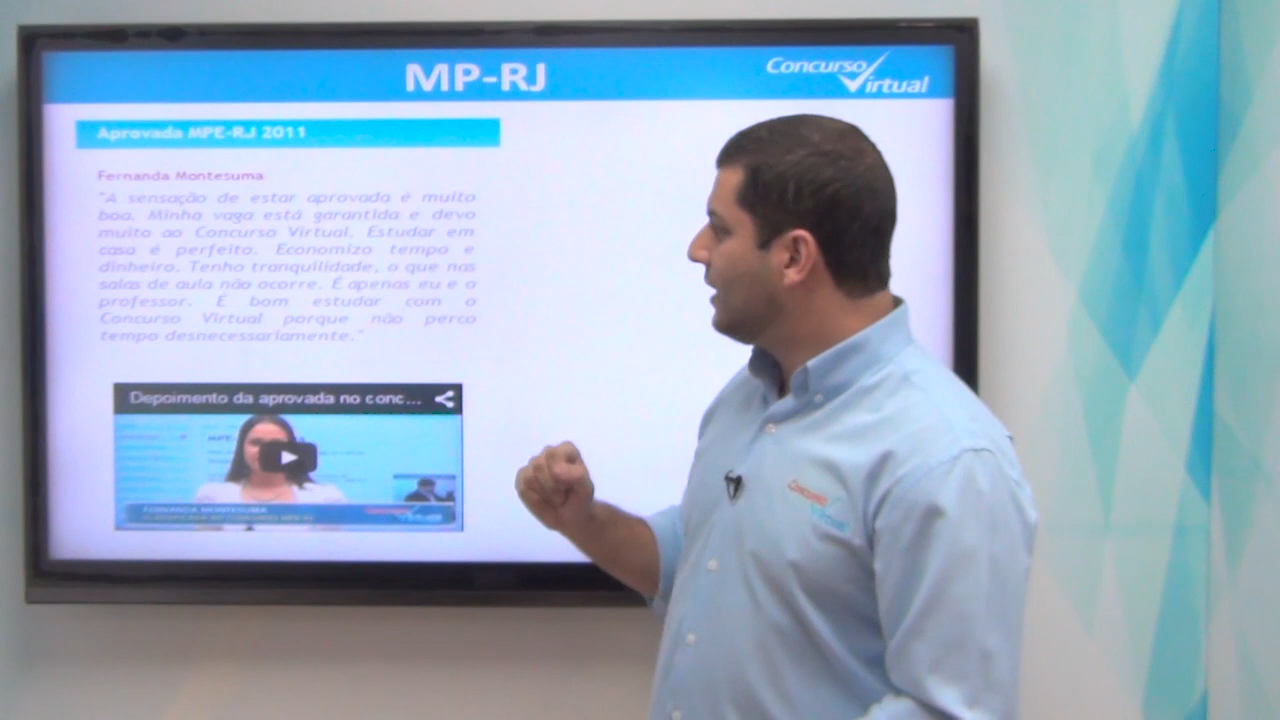 MP-RJ
Concurso
Virtual
Aprovada MPE-RJ 2011
Fernanda Montesuma
"A sensação de estar aprovada é muito
boa. Minha vaga está garantida e devo
muito ao Concurso Virtual. Estudar em
casa é perfeito. Economizo tempo e
dinheiro. Tenho tranquilidade, o que nas
salas de aula não ocorre. É apenas eu e o
professor. É bom estudar com o
Concurso Virtual porque não perco
tempo desnecessariamente."
Depoimento da aprovada no conc...
FERNANDA MONTESUMA
Concurso
Virtual